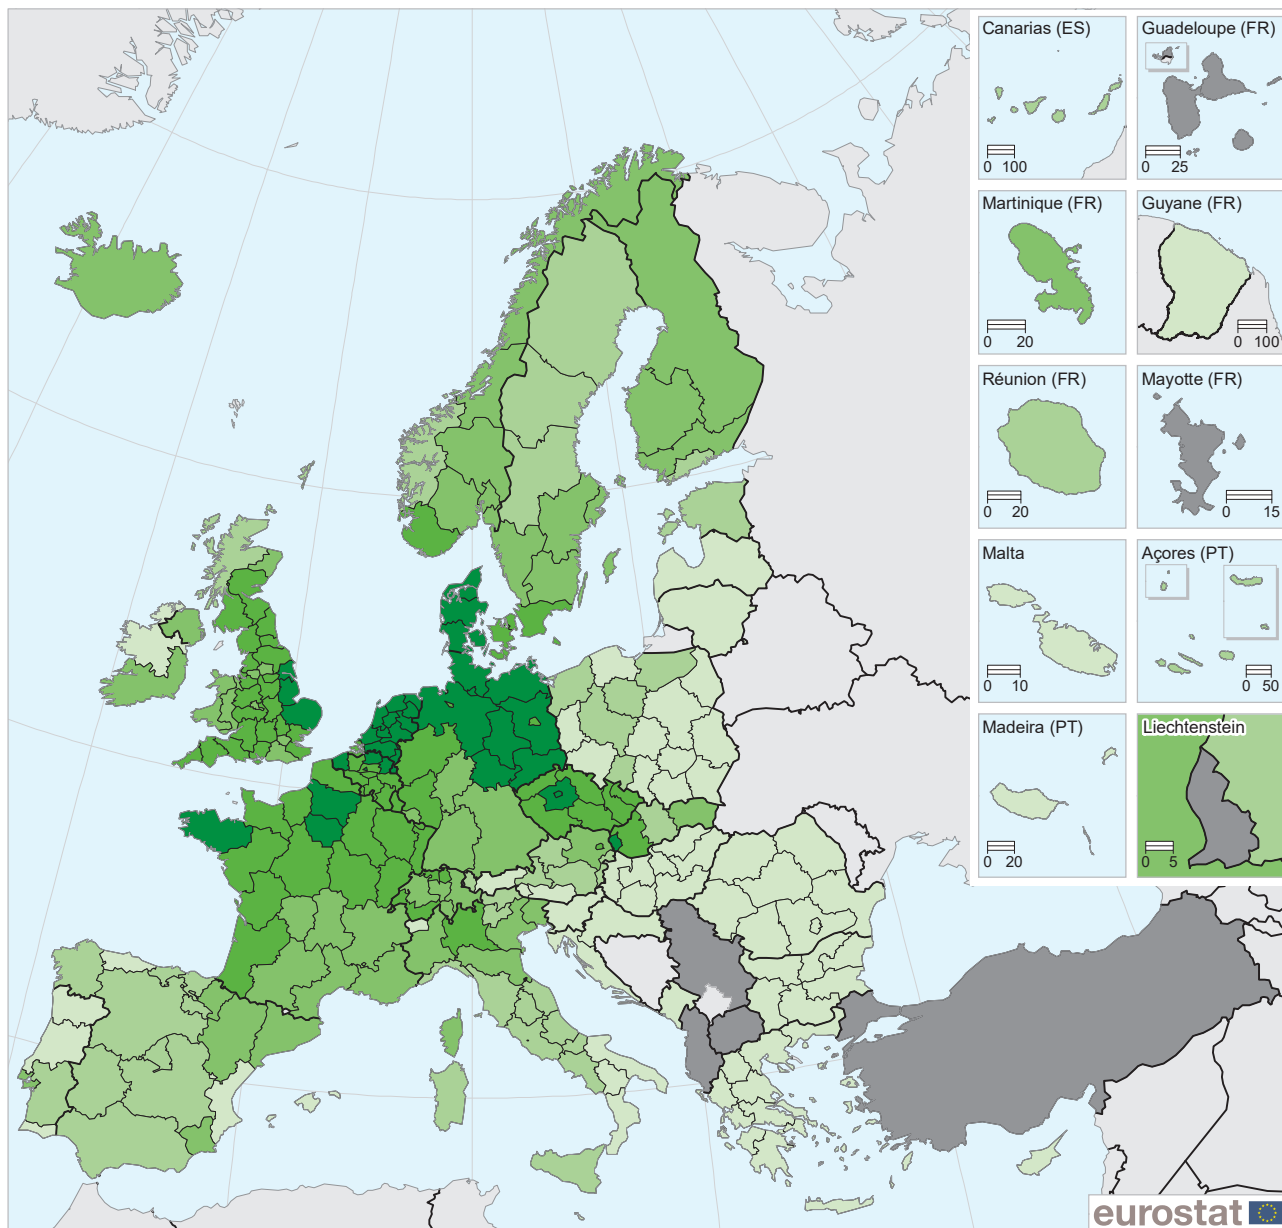 Canarias (ES)
0 100
Guadeloupe (FR)
0 25
Martinique (FR)
0 20
Guyane (FR)
0 100
Réunion (FR)
0 20
Mayotte (FR)
0 15
Malta
0 10
Açores (PT)
0 50
Madeira (PT)
0 20
Liechtenstein
0 5
eurostat